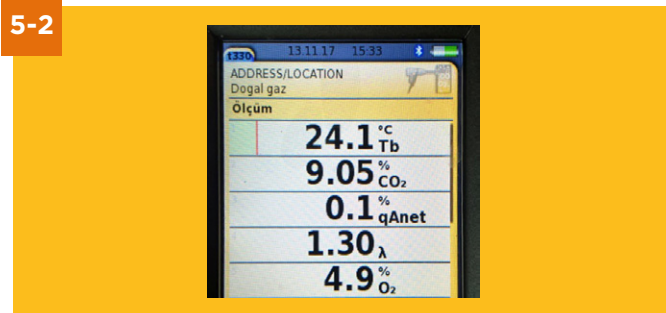 5-2
t330
13.11.17 15:33
ADDRESS/LOCATION
Dogal gaz
Ölçüm
24.1 °C Tb
9.05 % CO₂
0.1 % qAnet
1.30 λ
4.9 % O₂